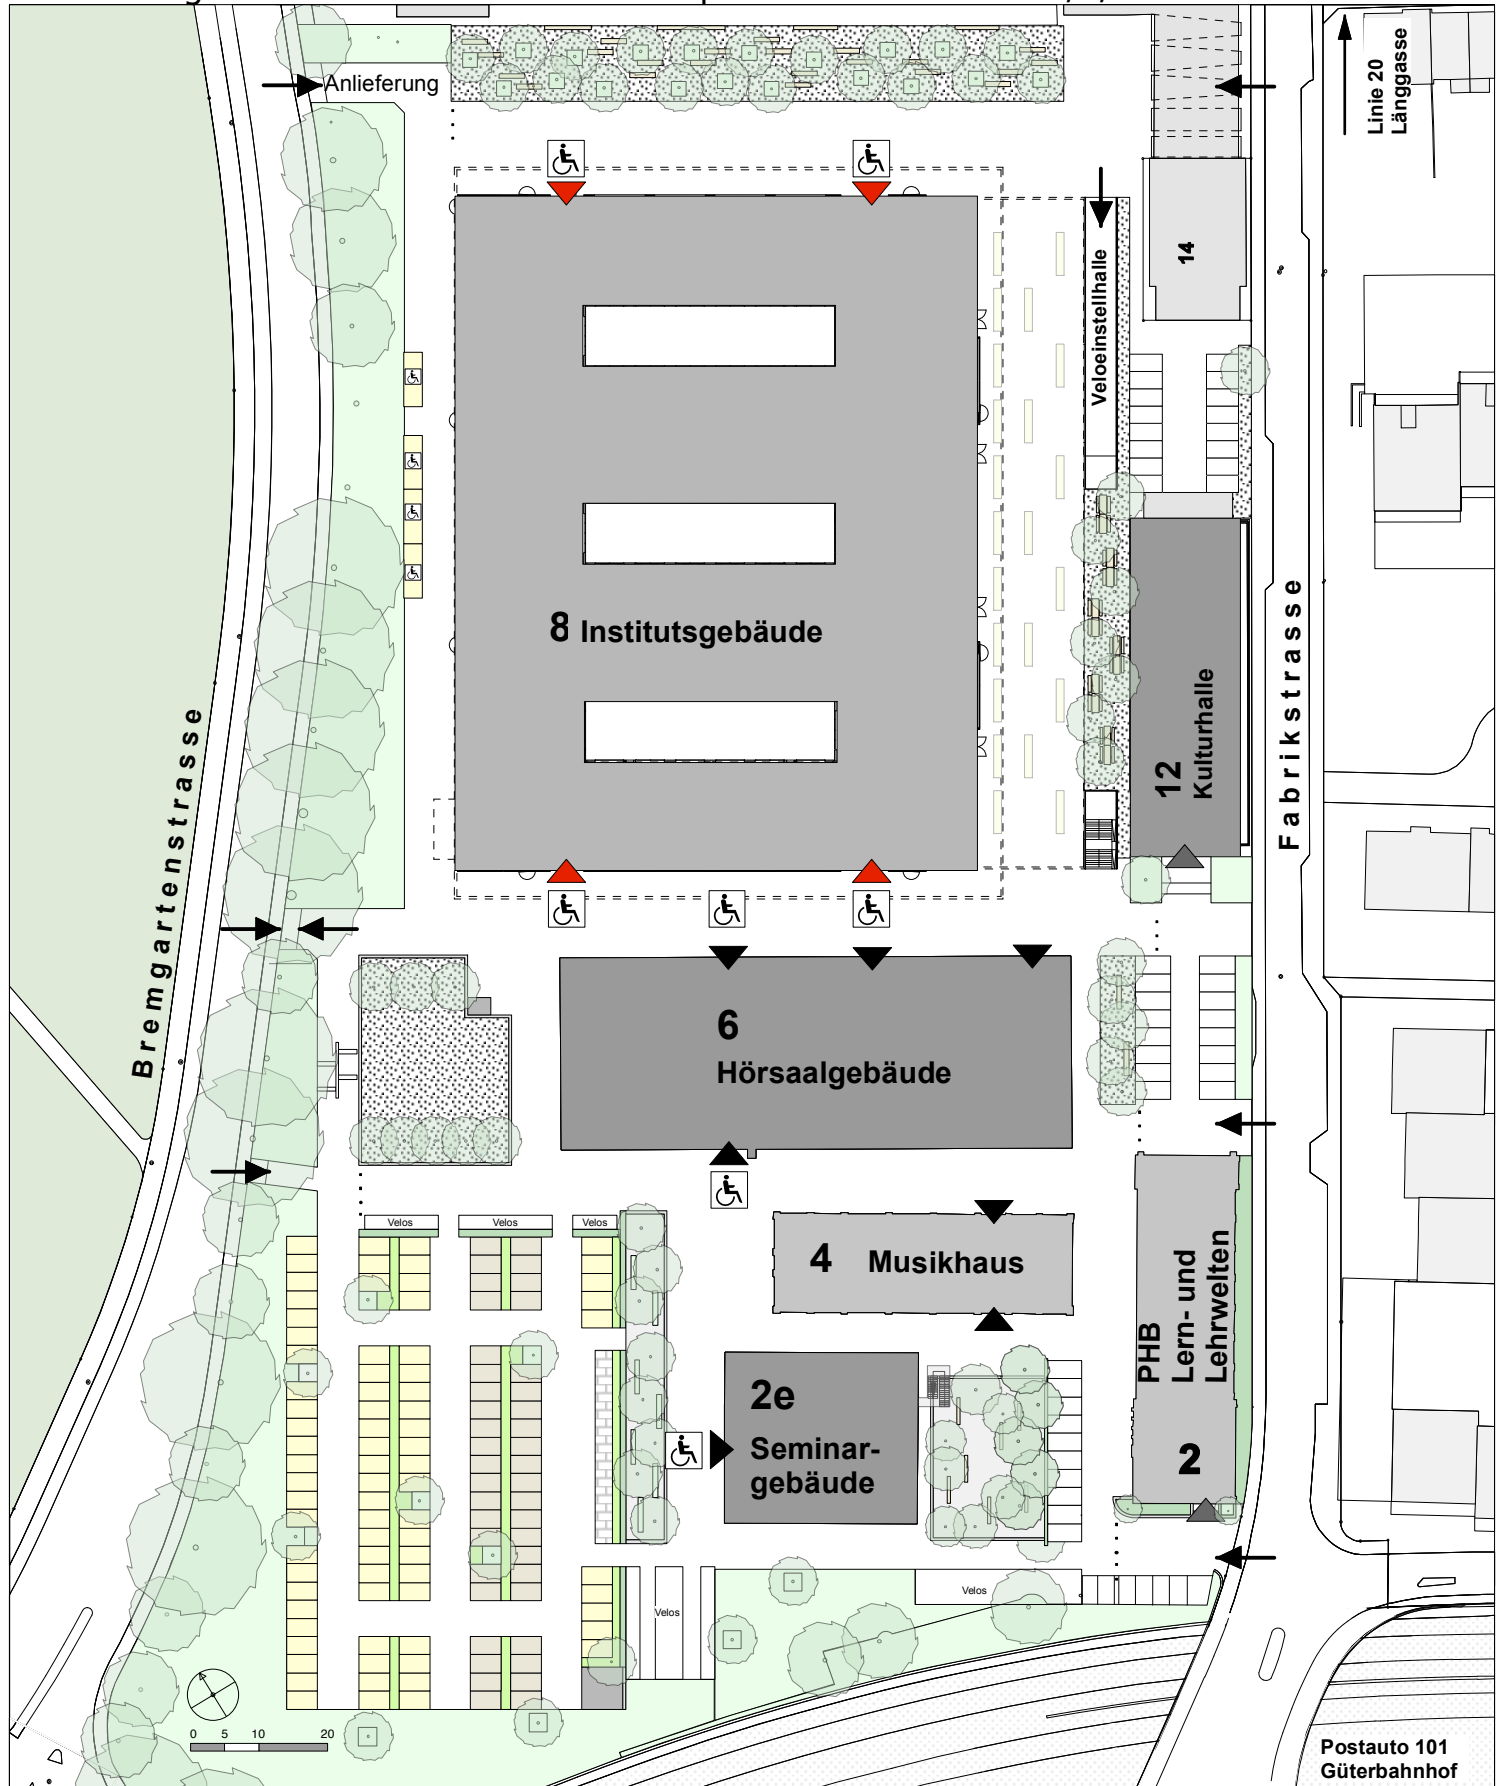 Anlieferung
Linie 20
Länggasse
14
Veloeinstellhalle
8 Institutsgebäude
Bremgartenstrasse
Fabrikstrasse
12
Kulturhalle
6
Hörsaalgebäude
Velos
Velos
Velos
4 Musikhaus
PHB
Lern- und
Lehrwelten
2
2e
Seminar-
gebäude
Velos
Velos
0 5 10 20
Postauto 101
Güterbahnhof